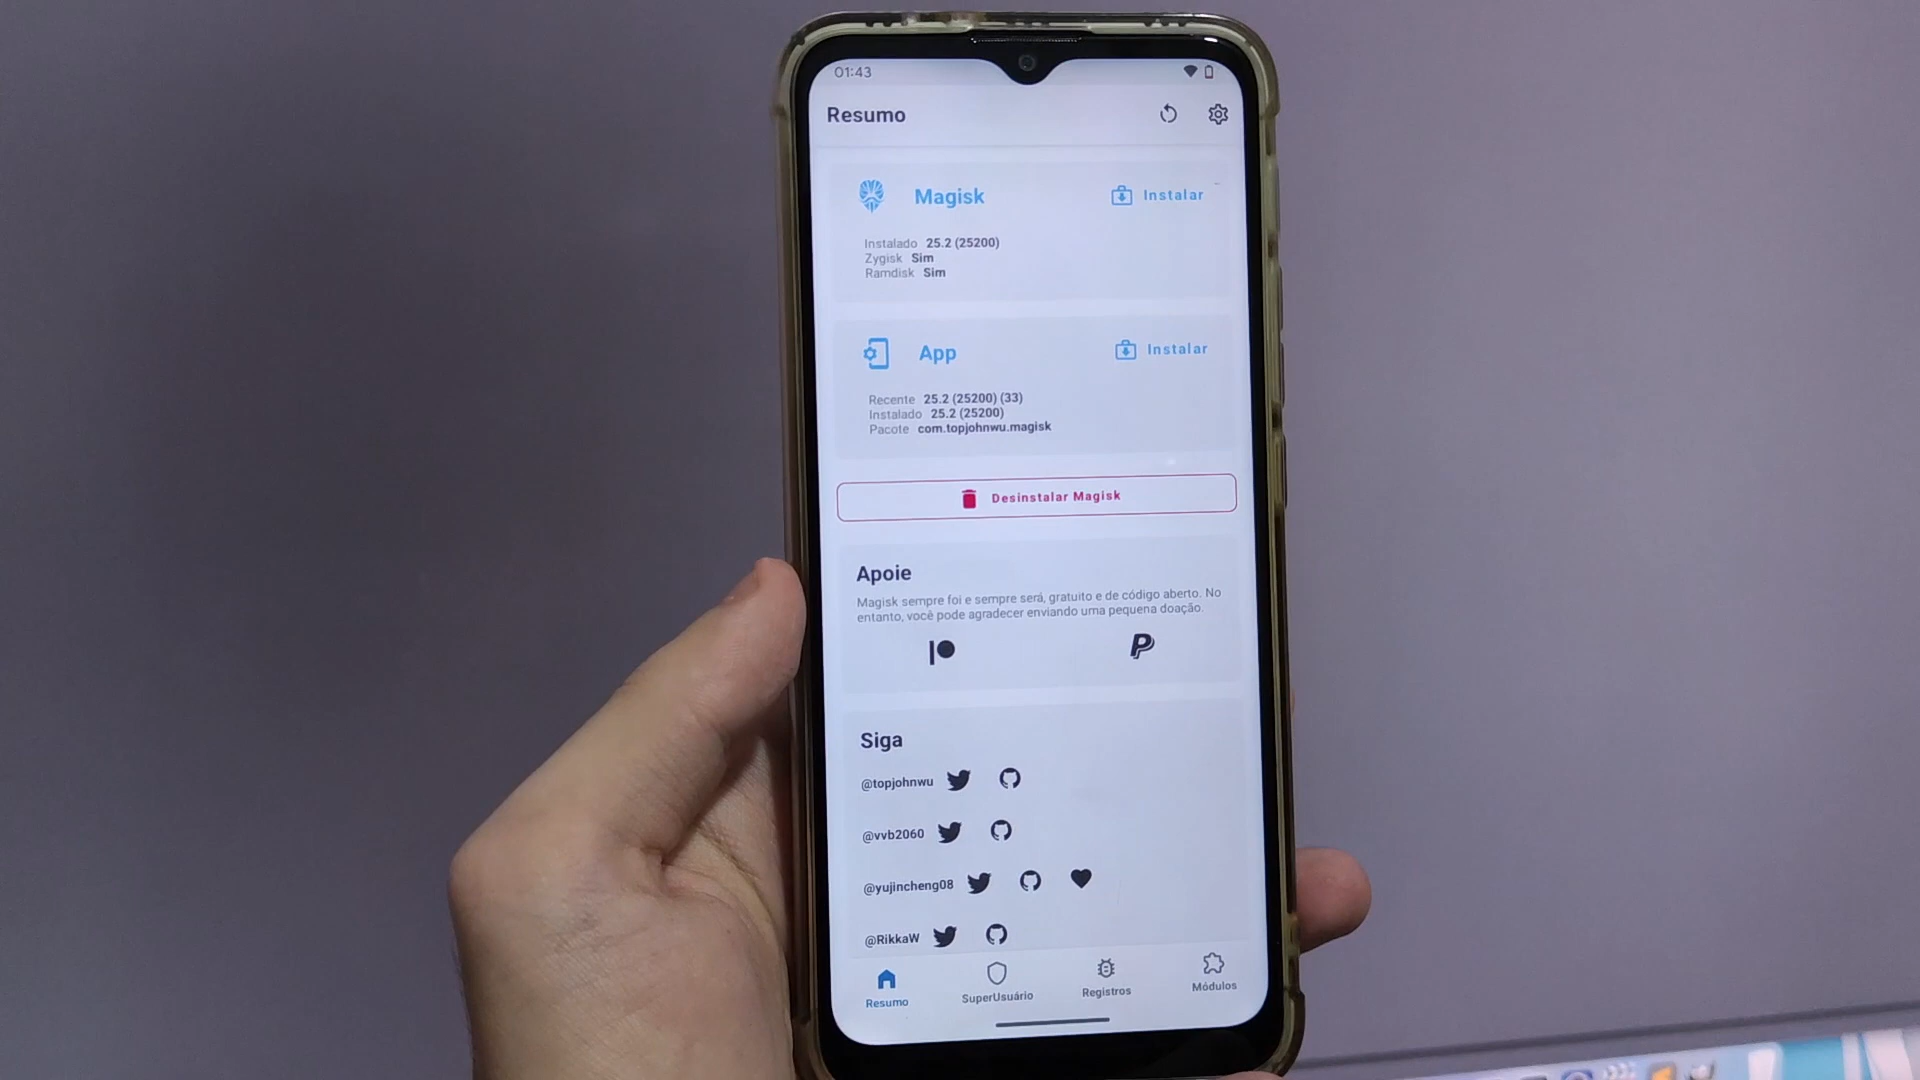 01:43
Resumo
Magisk
Instalar
Instalado 25.2 (25200)
Zygisk Sim
Ramdisk Sim
App
Instalar
Recente 25.2 (25200) (33)
Instalado 25.2 (25200)
Pacote com.topjohnwu.magisk
Desinstalar Magisk
Apoie
Magisk sempre foi e sempre será, gratuito e de código aberto. No
entanto, você pode agradecer enviando uma pequena doação.
Siga
@topjohnwu
@vvb2060
@yujincheng08
@RikkaW
Resumo
SuperUsuário
Registros
Módulos